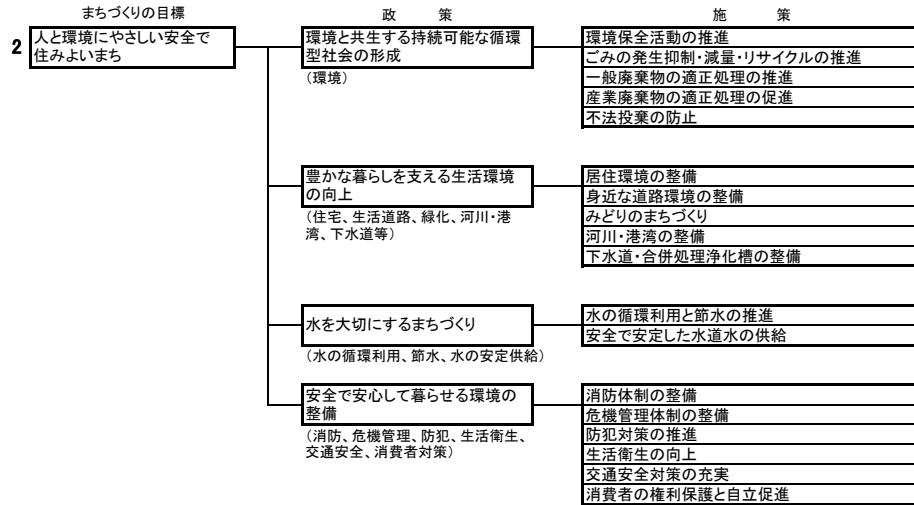 まちづくりの目標
政　　策
施　　策
2
人と環境にやさしい安全で
住みよいまち
環境と共生する持続可能な循環
型社会の形成
(環境)
環境保全活動の推進
ごみの発生抑制・減量・リサイクルの推進
一般廃棄物の適正処理の推進
産業廃棄物の適正処理の促進
不法投棄の防止
豊かな暮らしを支える生活環境
の向上
(住宅、生活道路、緑化、河川・港
湾、下水道等)
居住環境の整備
身近な道路環境の整備
みどりのまちづくり
河川・港湾の整備
下水道・合併処理浄化槽の整備
水を大切にするまちづくり
(水の循環利用、節水、水の安定供給)
水の循環利用と節水の推進
安全で安定した水道水の供給
安全で安心して暮らせる環境の
整備
(消防、危機管理、防犯、生活衛生、
交通安全、消費者対策)
消防体制の整備
危機管理体制の整備
防犯対策の推進
生活衛生の向上
交通安全対策の充実
消費者の権利保護と自立促進